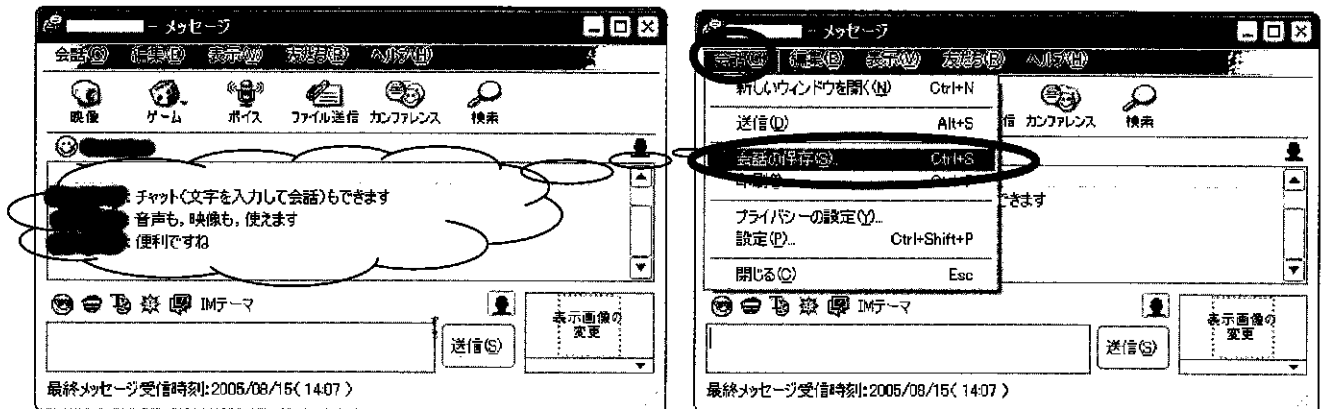 - メッセージ
会話(C) 編集(E) 表示(V) 友だち(B) ヘルプ(H)
映像 ゲーム ボイス ファイル送信 カンファレンス 検索
: チャット(文字を入力して会話)もできます
: 音声も, 映像も, 使えます
: 便利ですね
IMテーマ
表示画像の
変更
送信(S)
最終メッセージ受信時刻:2005/08/15( 14:07 )
- メッセージ
編集(E) 表示(V) 友だち(B) ヘルプ(H)
新しいウィンドウを開く(N) Ctrl+N
送信(D) Alt+S
会話の保存(S)... Ctrl+S
プライバシーの設定(Y)...
設定(P)... Ctrl+Shift+P
閉じる(C) Esc
信 カンファレンス 検索
できます
IMテーマ
表示画像の
変更
送信(S)
最終メッセージ受信時刻:2005/08/15( 14:07 )